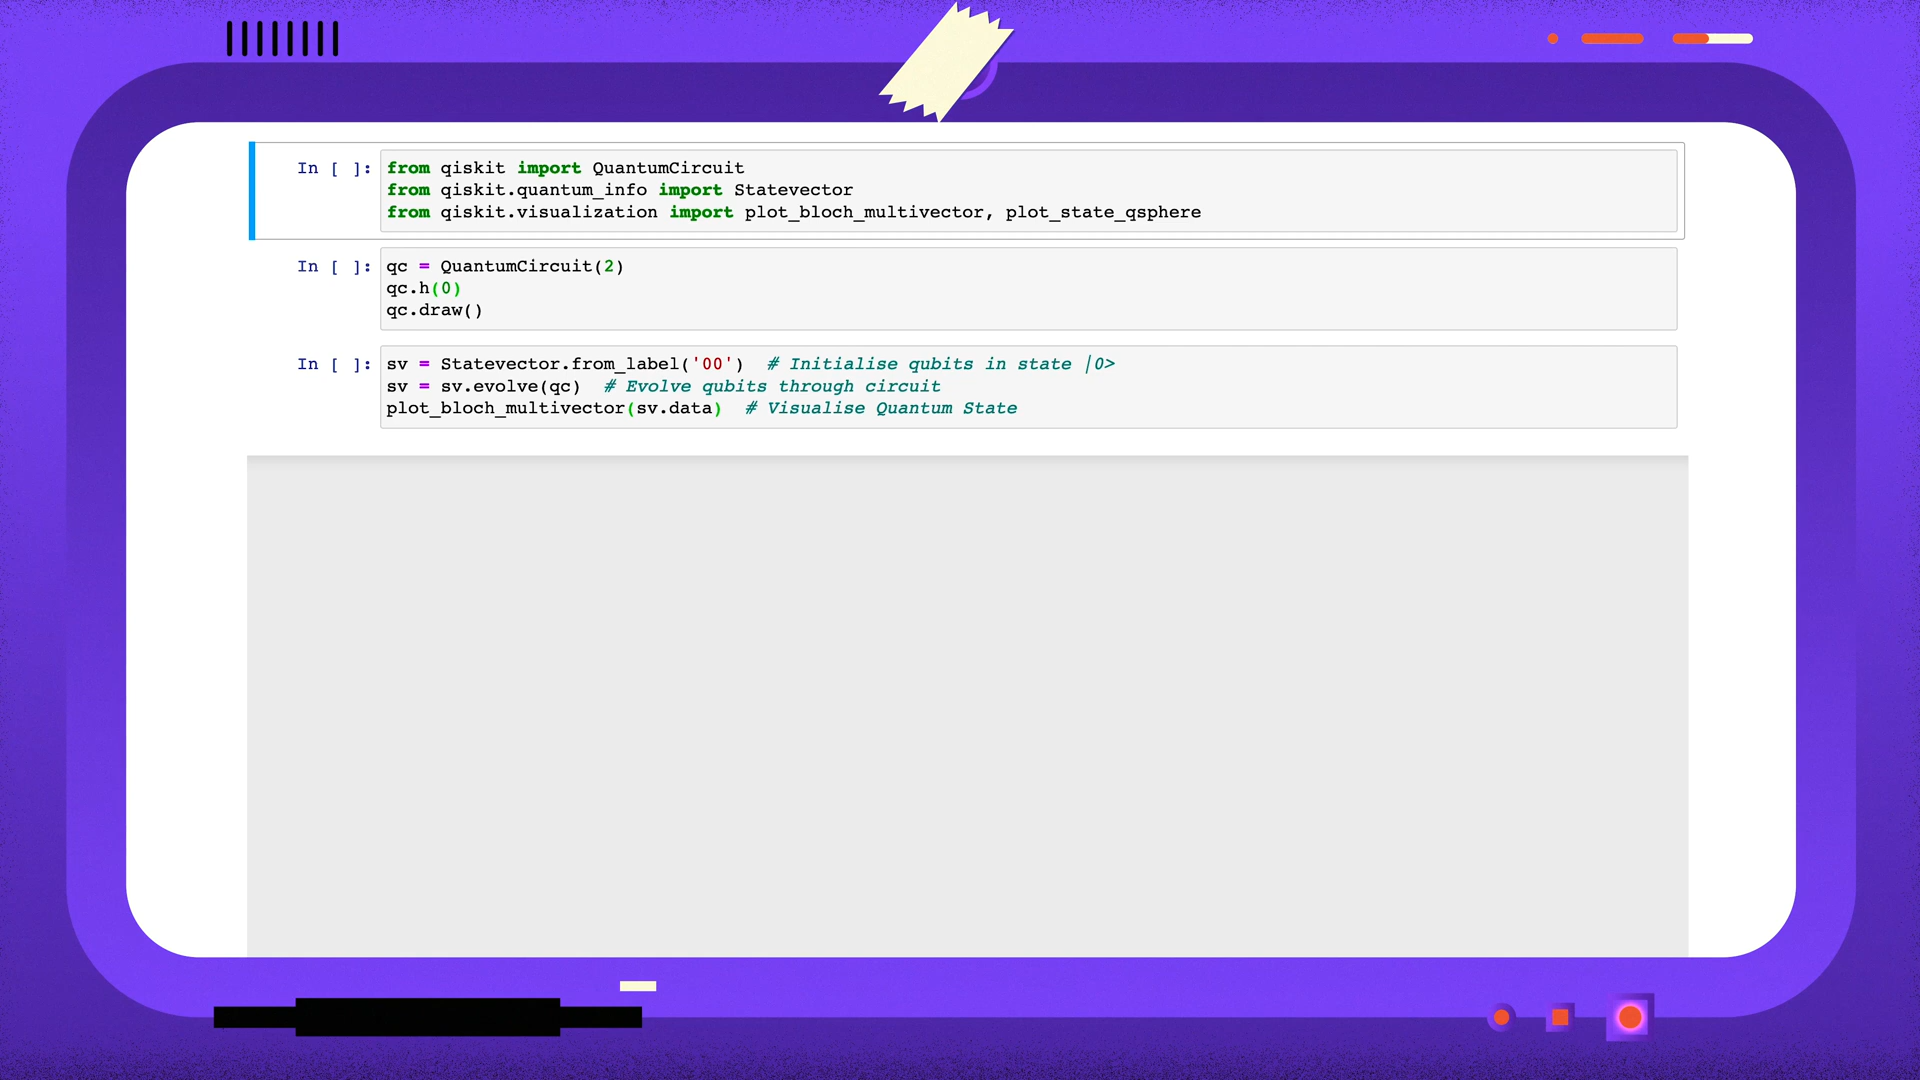 In [ ]: from qiskit import QuantumCircuit
from qiskit.quantum_info import Statevector
from qiskit.visualization import plot_bloch_multivector, plot_state_qsphere
In [ ]: qc = QuantumCircuit(2)
qc.h(0)
qc.draw()
In [ ]: sv = Statevector.from_label('00')  # Initialise qubits in state |0>
sv = sv.evolve(qc)  # Evolve qubits through circuit
plot_bloch_multivector(sv.data)  # Visualise Quantum State